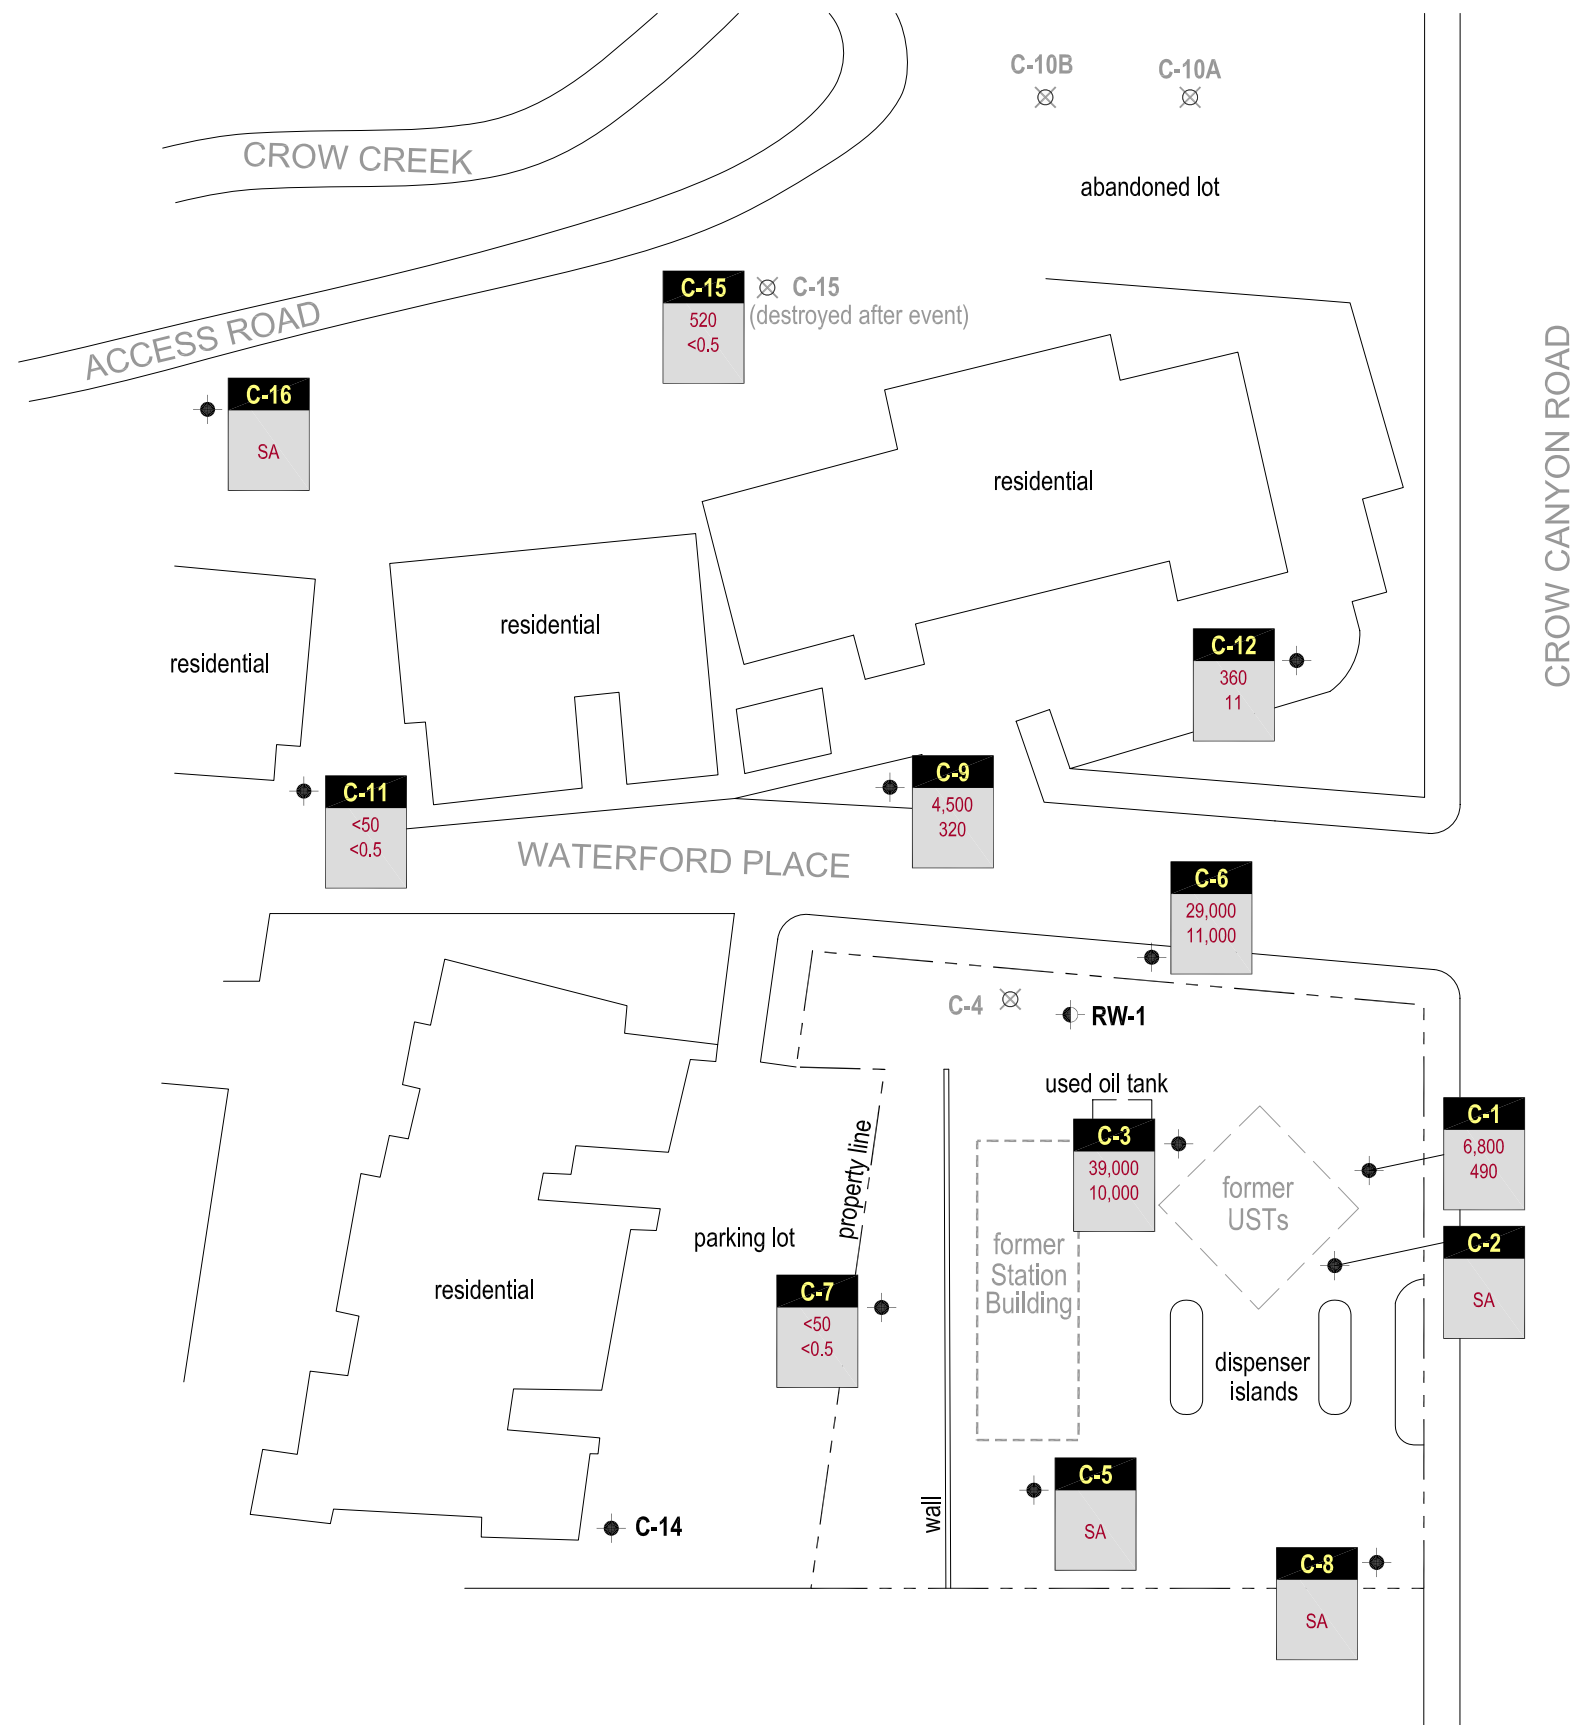 C-10B
C-10A
CROW CREEK
abandoned lot
C-15
520
<0.5
C-15
(destroyed after event)
ACCESS ROAD
C-16
SA
CROW CANYON ROAD
residential
residential
residential
C-12
360
11
C-11
<50
<0.5
C-9
4,500
320
WATERFORD PLACE
C-6
29,000
11,000
C-4
RW-1
used oil tank
C-3
39,000
10,000
C-1
6,800
490
property line
former
USTs
parking lot
former
Station
Building
C-2
SA
residential
C-7
<50
<0.5
dispenser
islands
C-5
SA
wall
C-14
C-8
SA